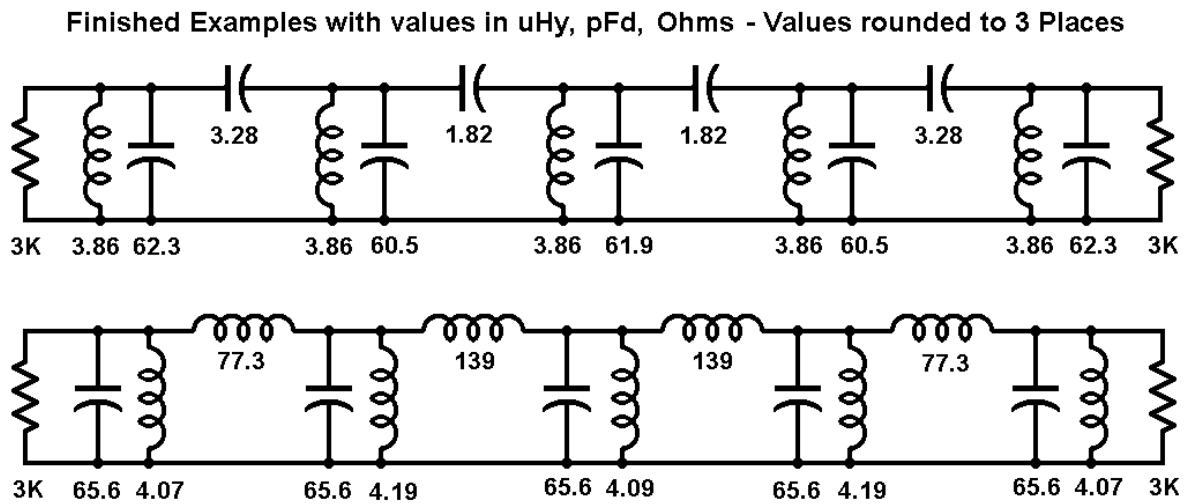 Finished Examples with values in uHy, pFd, Ohms - Values rounded to 3 Places
3.28 1.82 1.82 3.28
3K 3.86 62.3 3.86 60.5 3.86 61.9 3.86 60.5 3.86 62.3 3K
77.3 139 139 77.3
3K 65.6 4.07 65.6 4.19 65.6 4.09 65.6 4.19 65.6 4.07 3K